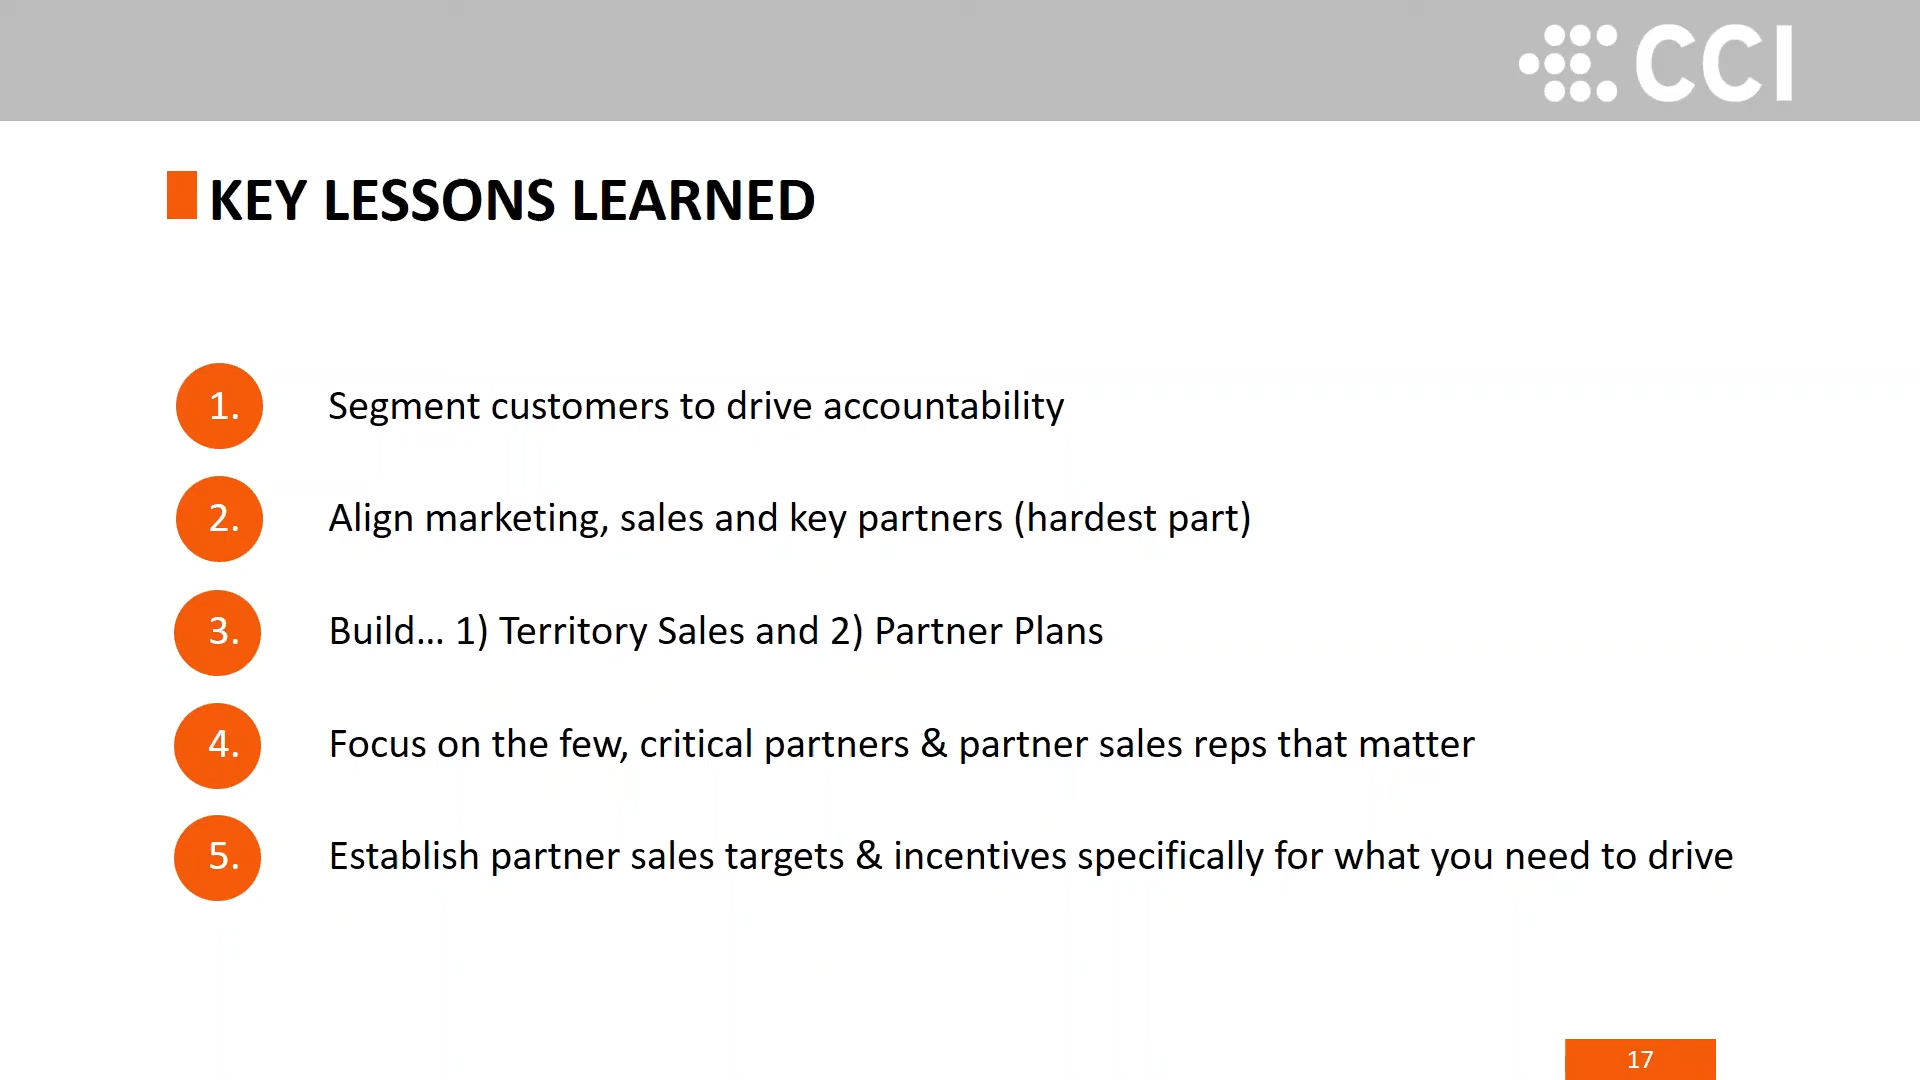 CCI
KEY LESSONS LEARNED
1. Segment customers to drive accountability
2. Align marketing, sales and key partners (hardest part)
3. Build... 1) Territory Sales and 2) Partner Plans
4. Focus on the few, critical partners & partner sales reps that matter
5. Establish partner sales targets & incentives specifically for what you need to drive
17